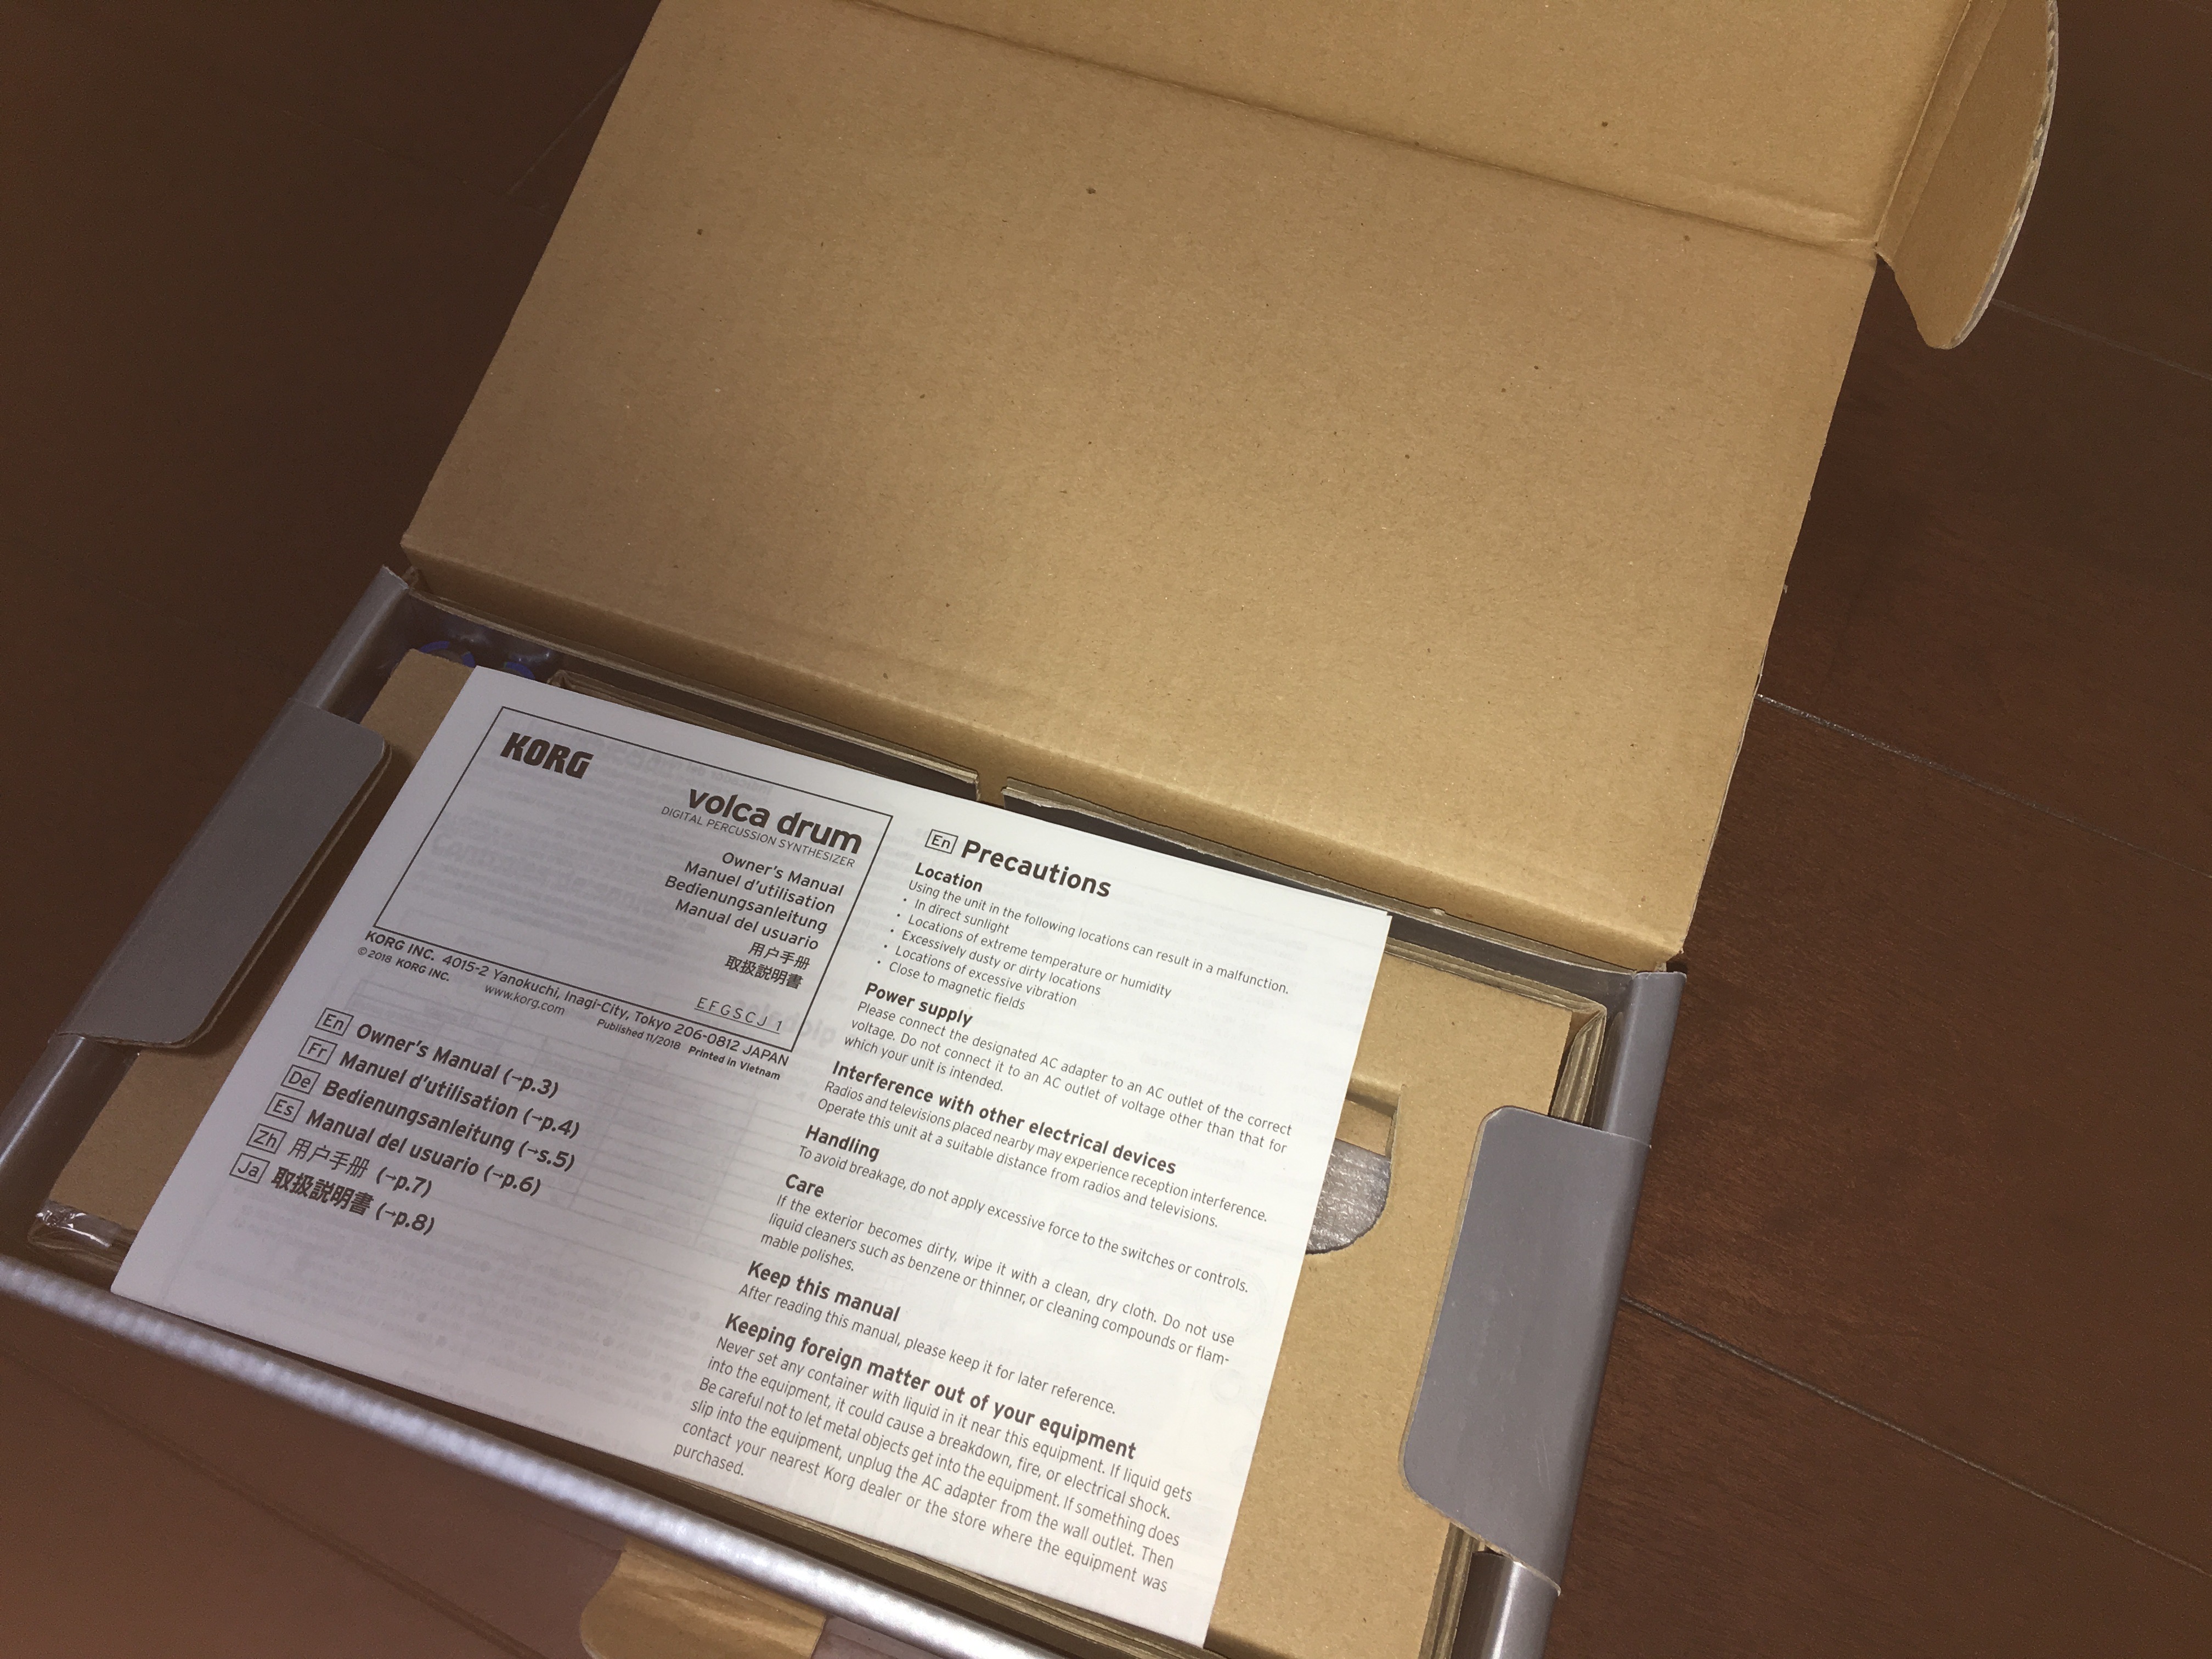 KORG
volca drum
DIGITAL PERCUSSION SYNTHESIZER
Owner's Manual
Manuel d'utilisation
Bedienungsanleitung
Manual del usuario
用户手册
取扱説明書
E F G S C J 1
KORG INC. 4015-2 Yanokuchi, Inagi-City, Tokyo 206-0812 JAPAN
© 2018 KORG INC. www.korg.com Published 11/2018 Printed in Vietnam
En Owner's Manual (→p.3)
Fr Manuel d'utilisation (→p.4)
De Bedienungsanleitung (→s.5)
Es Manual del usuario (→p.6)
Zh 用户手册 (→p.7)
Ja 取扱説明書 (→p.8)
En Precautions
Location
Using the unit in the following locations can result in a malfunction.
• In direct sunlight
• Locations of extreme temperature or humidity
• Excessively dusty or dirty locations
• Locations of excessive vibration
• Close to magnetic fields
Power supply
Please connect the designated AC adapter to an AC outlet of the correct
voltage. Do not connect it to an AC outlet of voltage other than that for
which your unit is intended.
Interference with other electrical devices
Radios and televisions placed nearby may experience reception interference.
Operate this unit at a suitable distance from radios and televisions.
Handling
To avoid breakage, do not apply excessive force to the switches or controls.
Care
If the exterior becomes dirty, wipe it with a clean, dry cloth. Do not use
liquid cleaners such as benzene or thinner, or cleaning compounds or flam-
mable polishes.
Keep this manual
After reading this manual, please keep it for later reference.
Keeping foreign matter out of your equipment
Never set any container with liquid in it near this equipment. If liquid gets
into the equipment, it could cause a breakdown, fire, or electrical shock.
Be careful not to let metal objects get into the equipment. If something does
slip into the equipment, unplug the AC adapter from the wall outlet. Then
contact your nearest Korg dealer or the store where the equipment was
purchased.